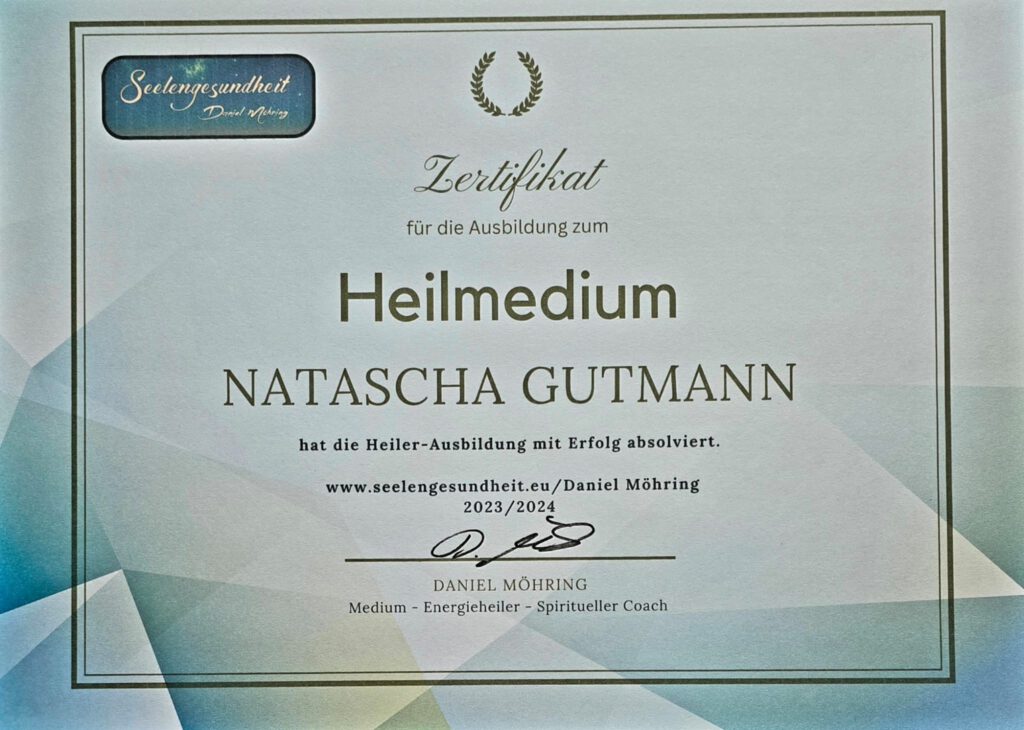 Seelengesundheit
Daniel Möhring
Zertifikat
für die Ausbildung zum
Heilmedium
NATASCHA GUTMANN
hat die Heiler-Ausbildung mit Erfolg absolviert.
www.seelengesundheit.eu/Daniel Möhring
2023/2024
D.
DANIEL MÖHRING
Medium - Energieheiler - Spiritueller Coach